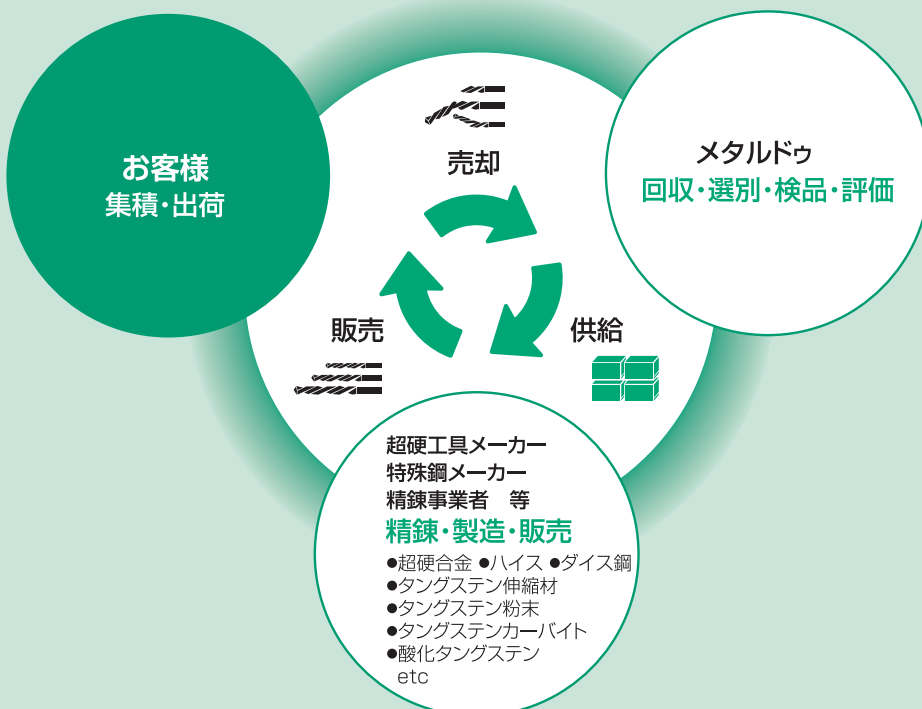 お客様
集積・出荷
売却
メタルドゥ
回収・選別・検品・評価
販売
供給
超硬工具メーカー
特殊鋼メーカー
精錬事業者　等
精錬・製造・販売
●超硬合金 ●ハイス ●ダイス鋼
●タングステン伸縮材
●タングステン粉末
●タングステンカーバイト
●酸化タングステン
etc